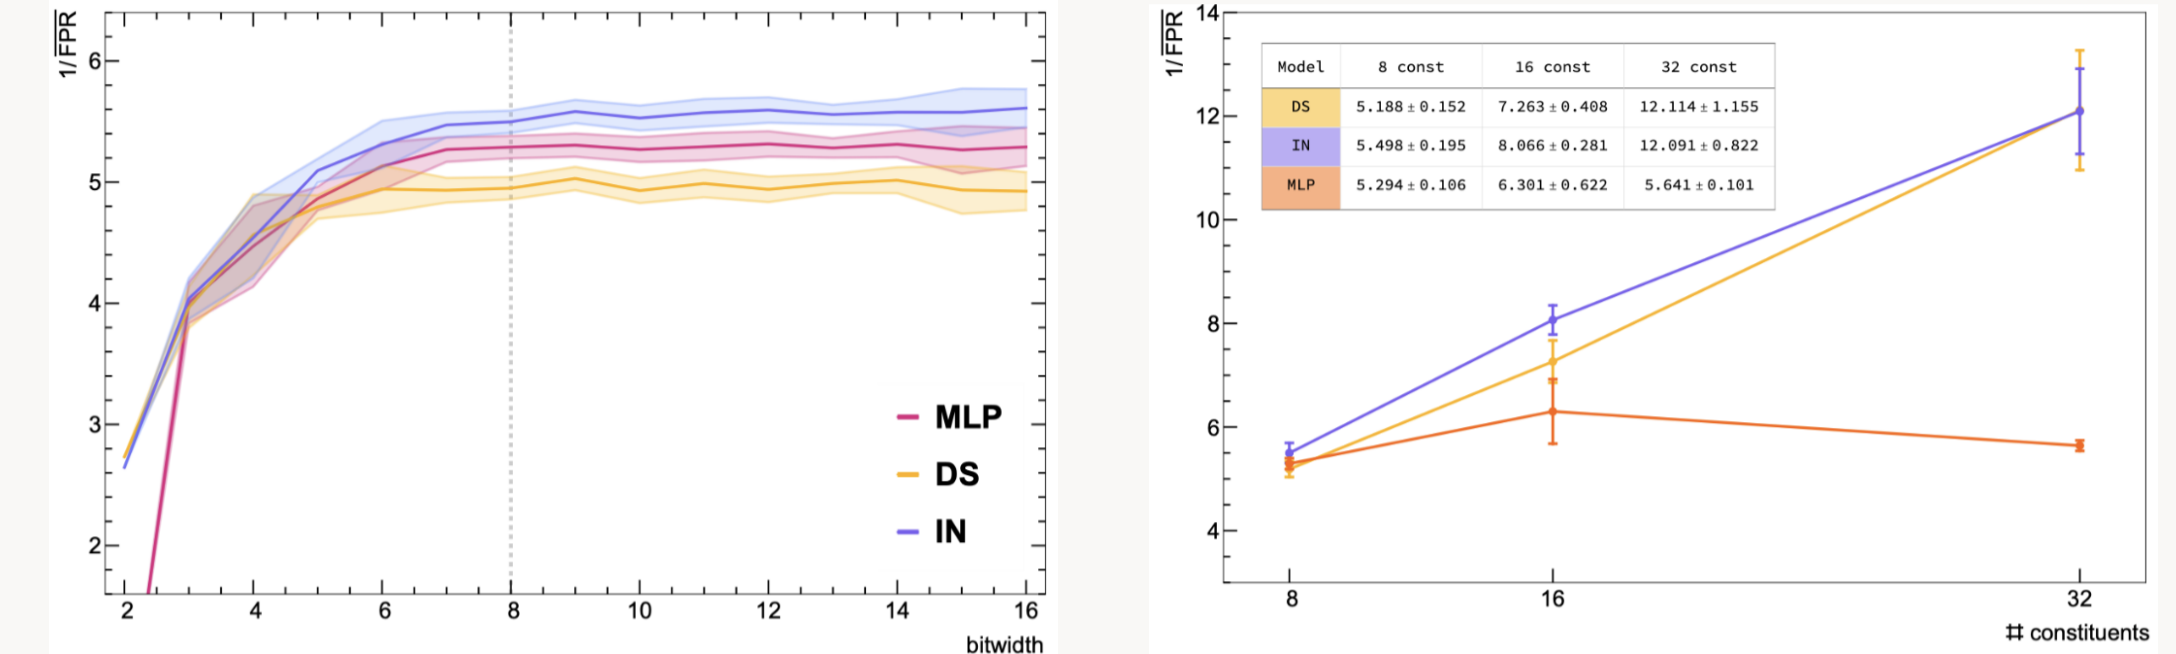 1/FPR
6
5
4
3
2
MLP
DS
IN
2 4 6 8 10 12 14 16
bitwidth
1/FPR
14
12
10
8
6
4
Model 8 const 16 const 32 const
DS 5.188 ± 0.152 7.263 ± 0.408 12.114 ± 1.155
IN 5.498 ± 0.195 8.066 ± 0.281 12.091 ± 0.822
MLP 5.294 ± 0.106 6.301 ± 0.622 5.641 ± 0.101
8 16 32
# constituents